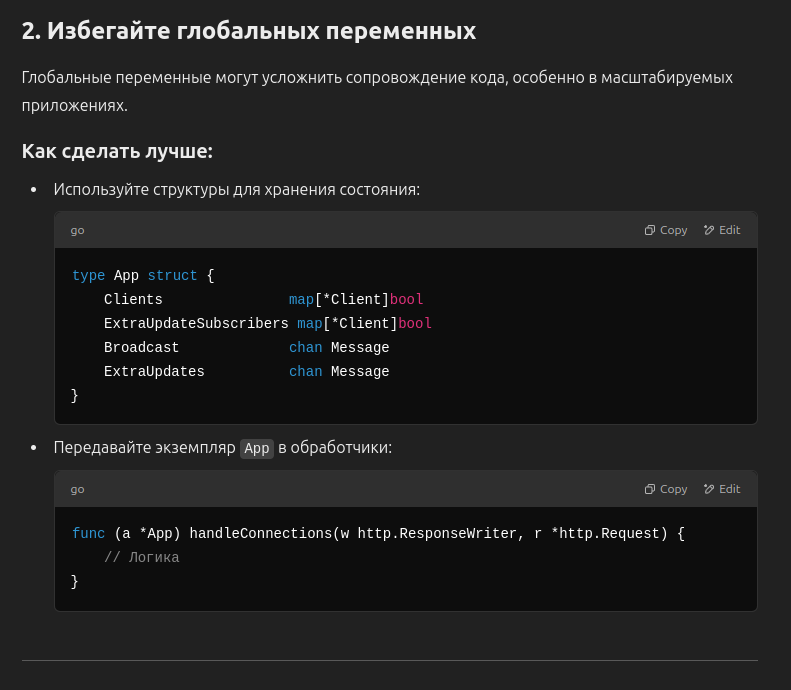 2. Избегайте глобальных переменных
Глобальные переменные могут усложнить сопровождение кода, особенно в масштабируемых
приложениях.
Как сделать лучше:
• Используйте структуры для хранения состояния:
go Copy Edit
type App struct {
    Clients               map[*Client]bool
    ExtraUpdateSubscribers map[*Client]bool
    Broadcast             chan Message
    ExtraUpdates          chan Message
}
• Передавайте экземпляр App в обработчики:
go Copy Edit
func (a *App) handleConnections(w http.ResponseWriter, r *http.Request) {
    // Логика
}